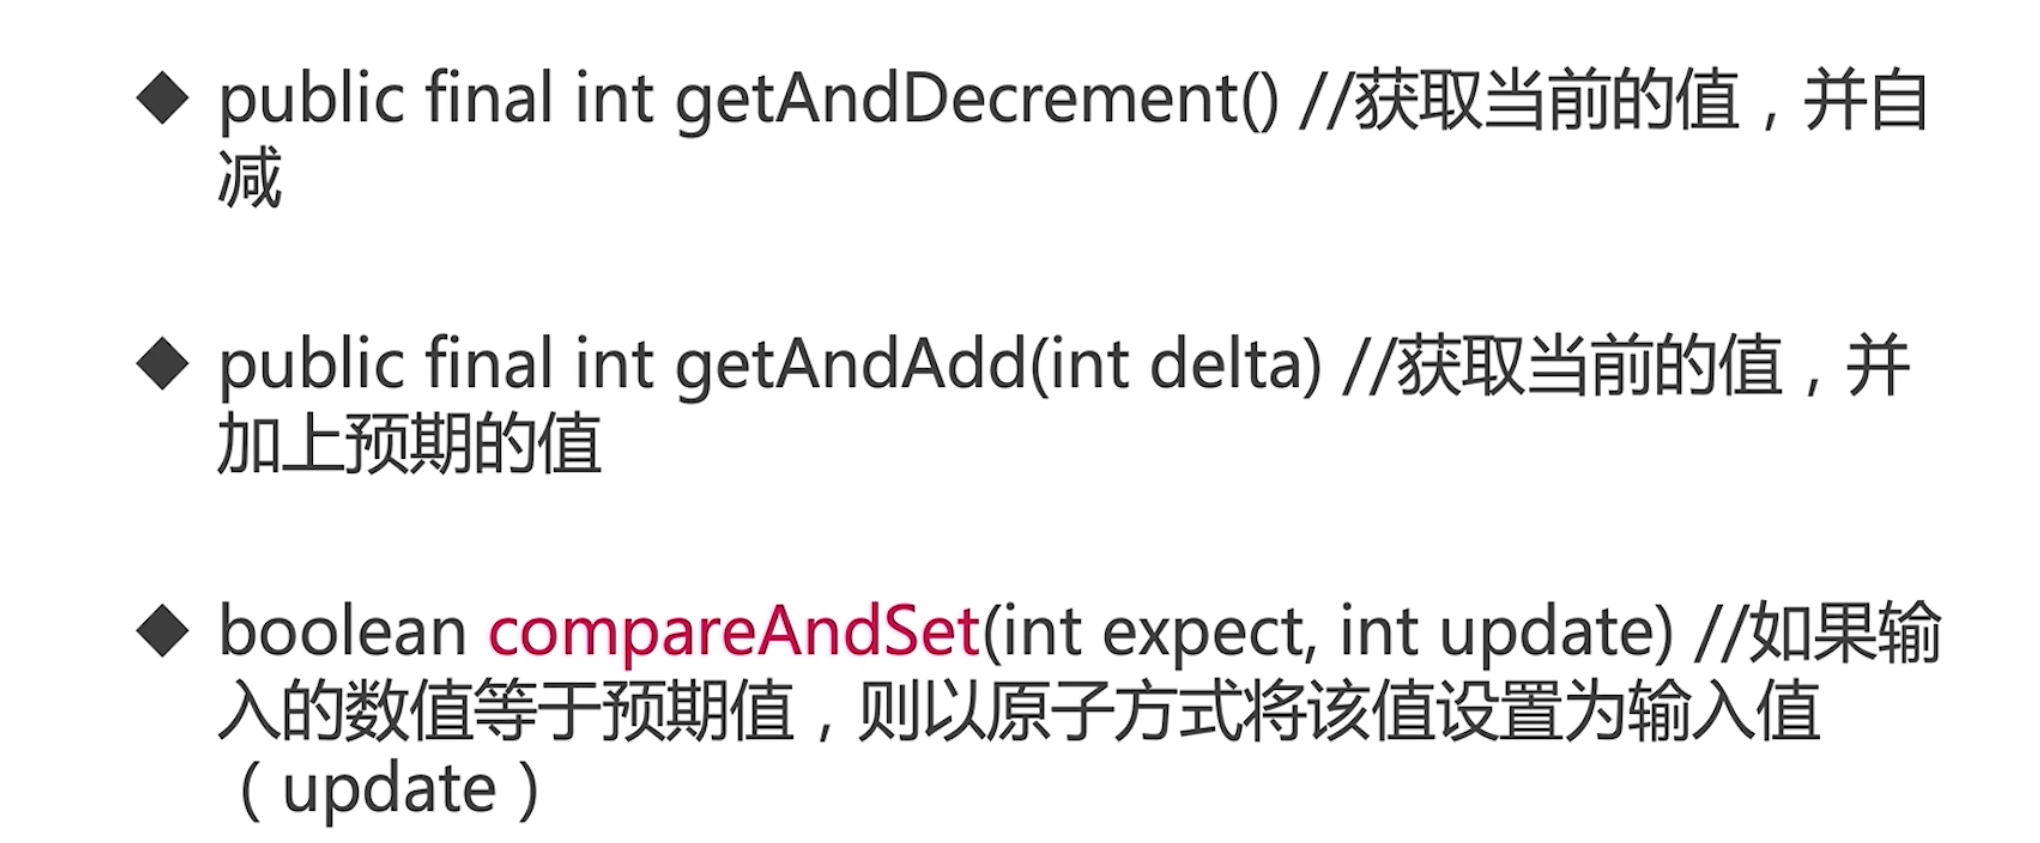 ◆ public final int getAndDecrement() //获取当前的值，并自
减
◆ public final int getAndAdd(int delta) //获取当前的值，并
加上预期的值
◆ boolean compareAndSet(int expect, int update) //如果输
入的数值等于预期值，则以原子方式将该值设置为输入值
（update）